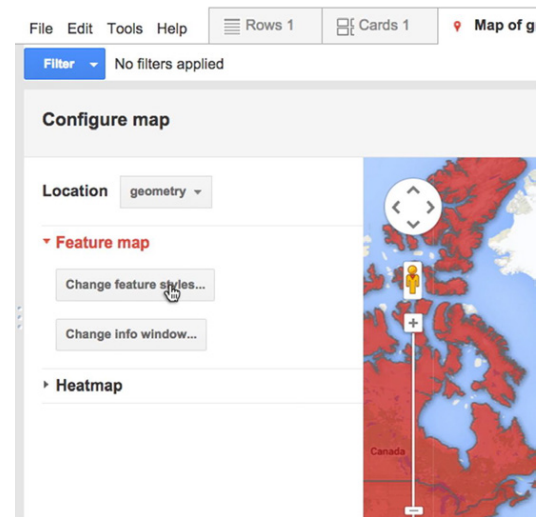 File Edit Tools Help
Rows 1
Cards 1
Map of
Filter
No filters applied
Configure map
Location
geometry
Feature map
Change feature styles...
Change info window...
Heatmap
Canada